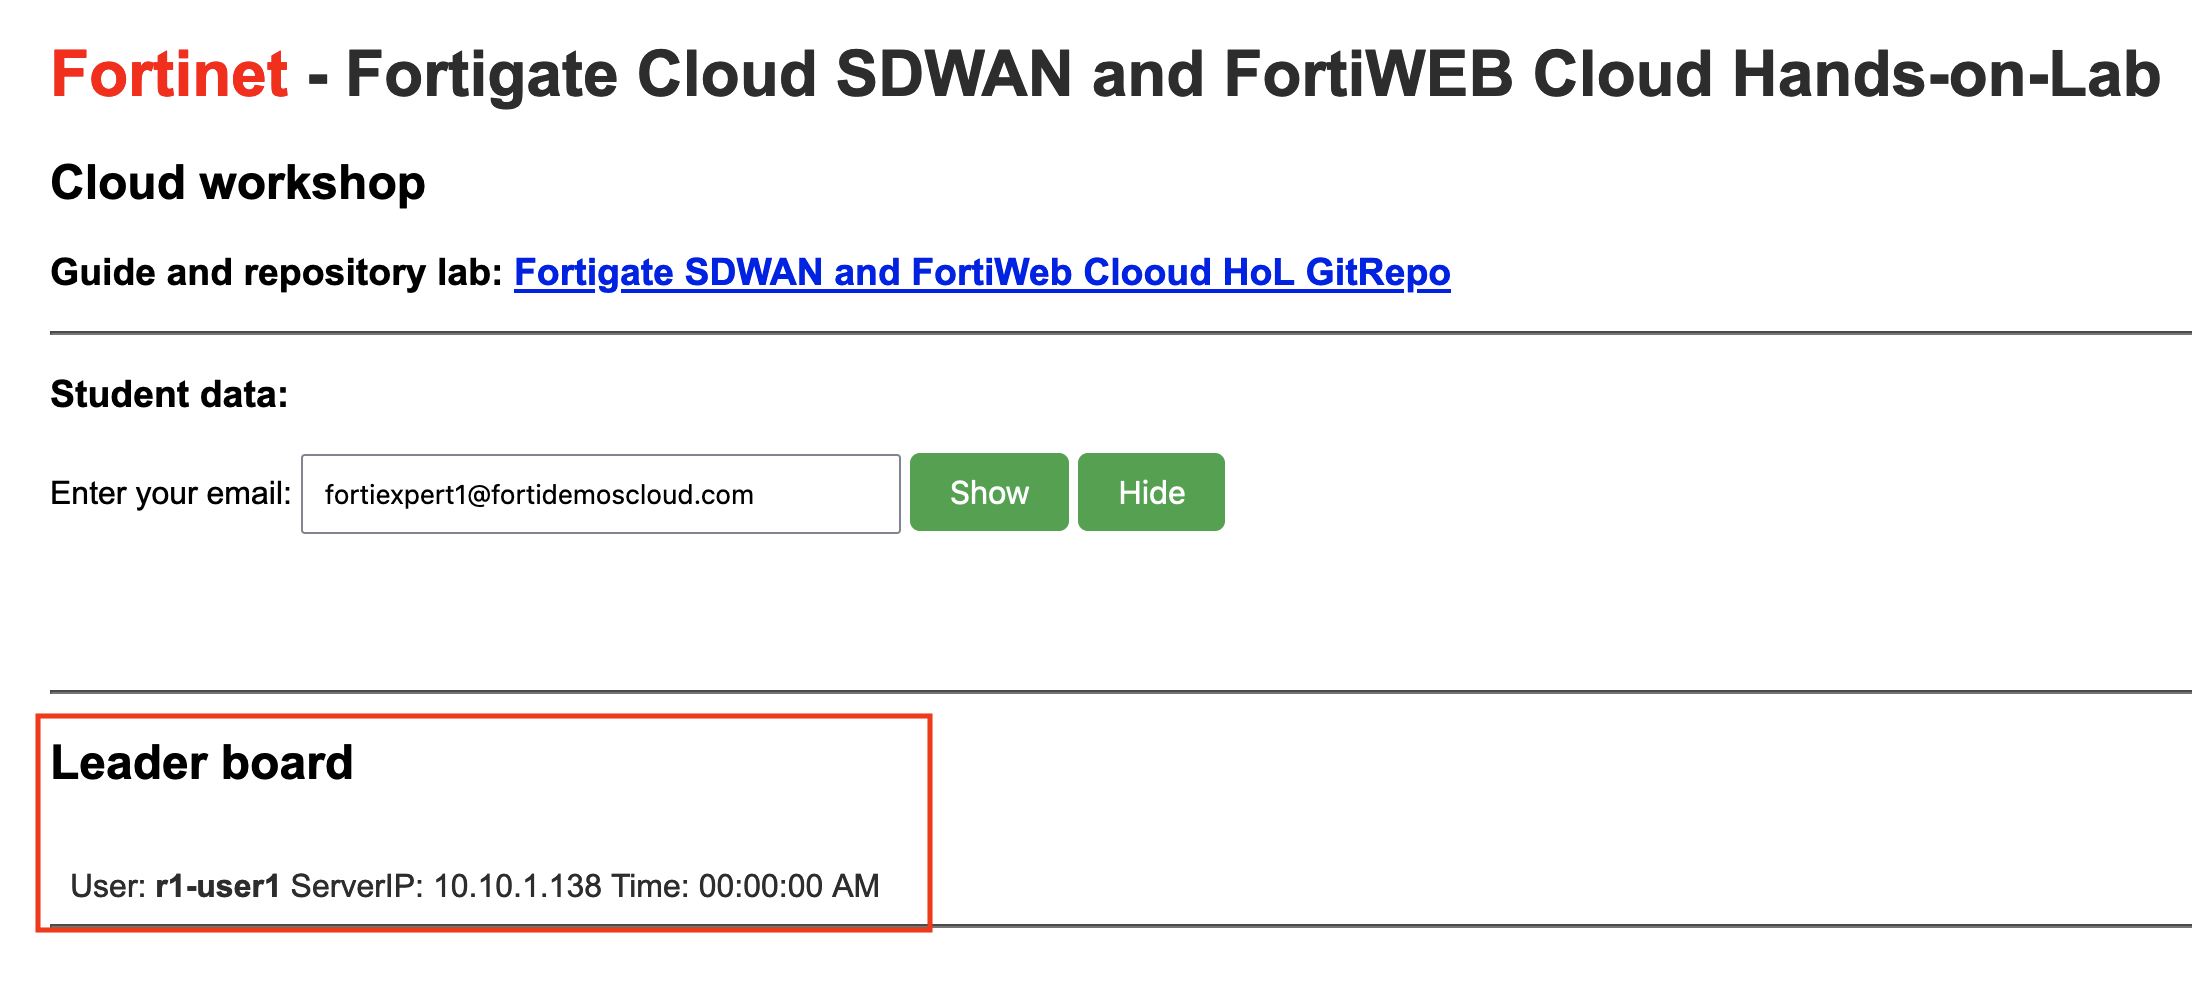 Fortinet - Fortigate Cloud SDWAN and FortiWEB Cloud Hands-on-Lab
Cloud workshop
Guide and repository lab: Fortigate SDWAN and FortiWeb Clooud HoL GitRepo
Student data:
Enter your email: fortiexpert1@fortidemoscloud.com Show Hide
Leader board
User: r1-user1 ServerIP: 10.10.1.138 Time: 00:00:00 AM